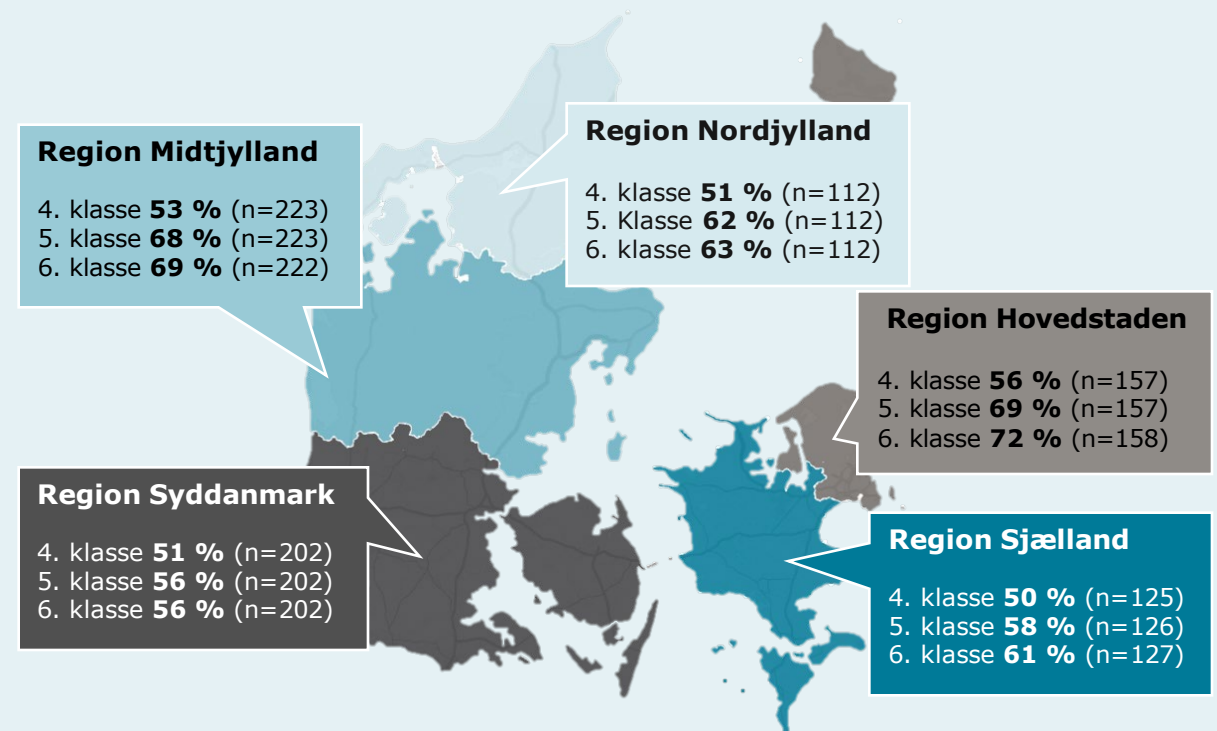 Region Midtjylland
4. klasse 53 % (n=223)
5. klasse 68 % (n=223)
6. klasse 69 % (n=222)
Region Nordjylland
4. klasse 51 % (n=112)
5. Klasse 62 % (n=112)
6. klasse 63 % (n=112)
Region Hovedstaden
4. klasse 56 % (n=157)
5. klasse 69 % (n=157)
6. klasse 72 % (n=158)
Region Syddanmark
4. klasse 51 % (n=202)
5. klasse 56 % (n=202)
6. klasse 56 % (n=202)
Region Sjælland
4. klasse 50 % (n=125)
5. klasse 58 % (n=126)
6. klasse 61 % (n=127)